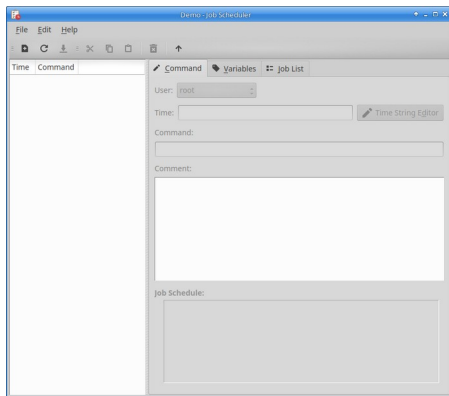 Demo - Job Scheduler
File Edit Help
Time Command
Command Variables Job List
User: root
Time: Time String Editor
Command:
Comment:
Job Schedule: